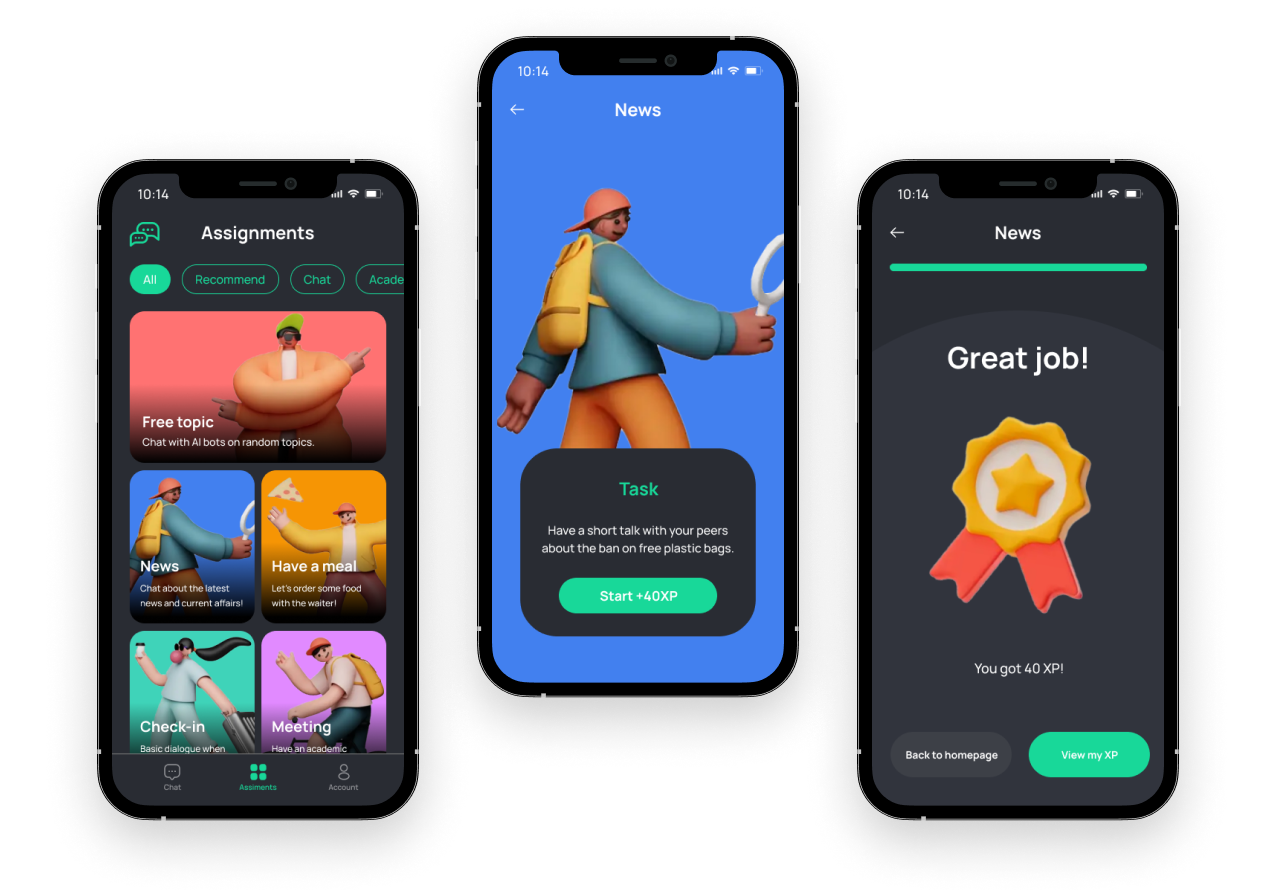 10:14
Assignments
All
Recommend
Chat
Acade
Free topic
Chat with AI bots on random topics.
News
Chat about the latest
news and current affairs!
Have a meal
Let's order some food
with the waiter!
Check-in
Basic dialogue when
Meeting
Have an academic
Chat
Assiments
Account
10:14
News
Task
Have a short talk with your peers
about the ban on free plastic bags.
Start +40XP
10:14
News
Great job!
You got 40 XP!
Back to homepage
View my XP